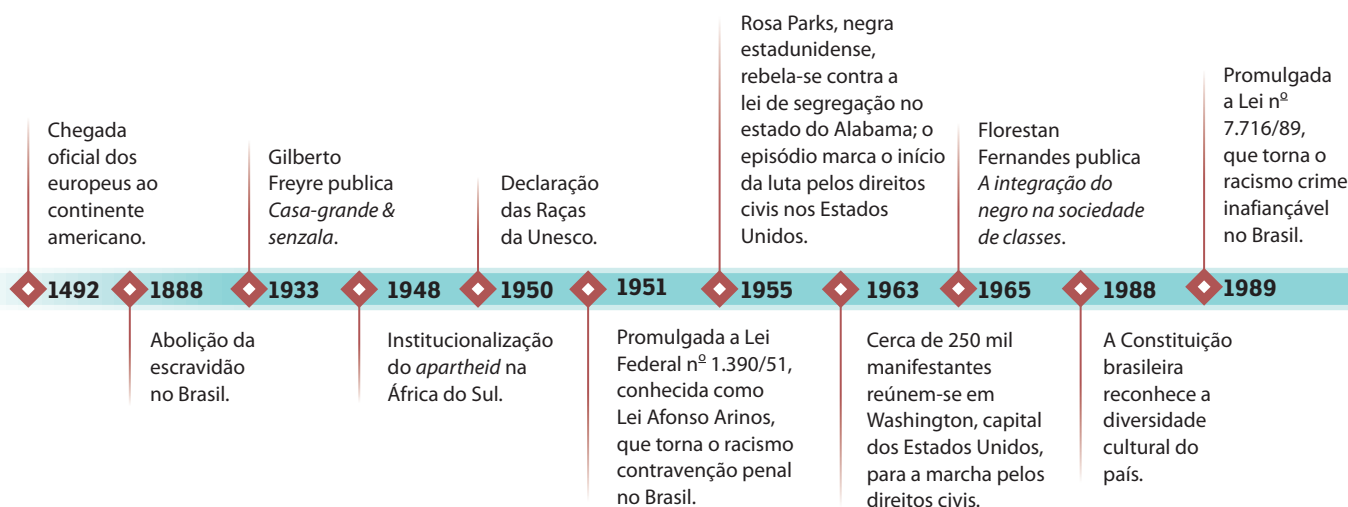 Chegada
oficial dos
europeus ao
continente
americano.
1492
1888
Abolição da
escravidão
no Brasil.
Gilberto
Freyre publica
Casa-grande &
senzala.
1933
1948
Institucionalização
do apartheid na
África do Sul.
Declaração
das Raças
da Unesco.
1950
1951
Promulgada a Lei
Federal nº 1.390/51,
conhecida como
Lei Afonso Arinos,
que torna o racismo
contravenção penal
no Brasil.
Rosa Parks, negra
estadunidense,
rebela-se contra a
lei de segregação no
estado do Alabama; o
episódio marca o início
da luta pelos direitos
civis nos Estados
Unidos.
1955
1963
Cerca de 250 mil
manifestantes
reúnem-se em
Washington, capital
dos Estados Unidos,
para a marcha pelos
direitos civis.
Florestan
Fernandes publica
A integração do
negro na sociedade
de classes.
1965
1988
A Constituição
brasileira
reconhece a
diversidade
cultural do
país.
Promulgada
a Lei nº
7.716/89,
que torna o
racismo crime
inafiançável
no Brasil.
1989